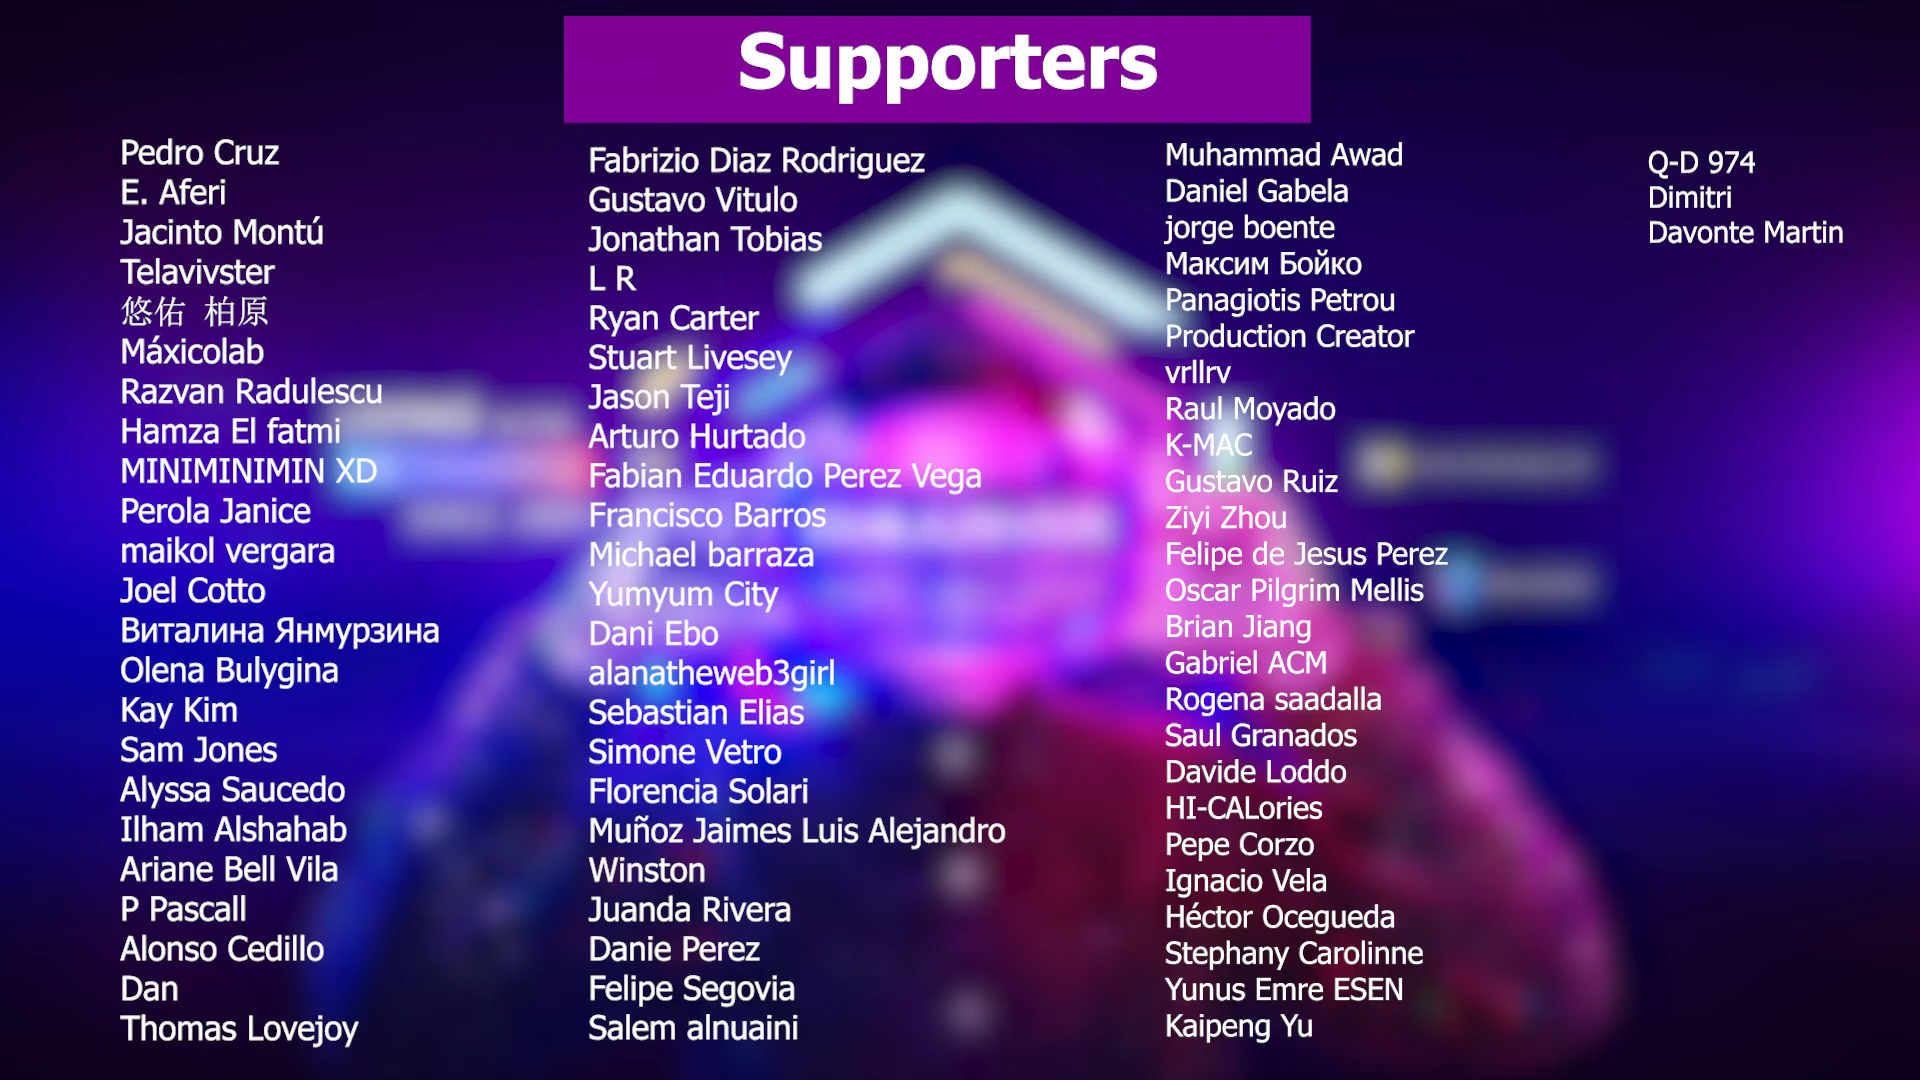 Supporters
Pedro Cruz
E. Aferi
Jacinto Montú
Telavivster
悠佑 柏原
Máxicolab
Razvan Radulescu
Hamza El fatmi
MINIMINIMIN XD
Perola Janice
maikol vergara
Joel Cotto
Виталина Янмурзина
Olena Bulygina
Kay Kim
Sam Jones
Alyssa Saucedo
Ilham Alshahab
Ariane Bell Vila
P Pascall
Alonso Cedillo
Dan
Thomas Lovejoy
Fabrizio Diaz Rodriguez
Gustavo Vitulo
Jonathan Tobias
L R
Ryan Carter
Stuart Livesey
Jason Teji
Arturo Hurtado
Fabian Eduardo Perez Vega
Francisco Barros
Michael barraza
Yumyum City
Dani Ebo
alanatheweb3girl
Sebastian Elias
Simone Vetro
Florencia Solari
Muñoz Jaimes Luis Alejandro
Winston
Juanda Rivera
Danie Perez
Felipe Segovia
Salem alnuaini
Muhammad Awad
Daniel Gabela
jorge boente
Максим Бойко
Panagiotis Petrou
Production Creator
vrllrv
Raul Moyado
K-MAC
Gustavo Ruiz
Ziyi Zhou
Felipe de Jesus Perez
Oscar Pilgrim Mellis
Brian Jiang
Gabriel ACM
Rogena saadalla
Saul Granados
Davide Loddo
HI-CALories
Pepe Corzo
Ignacio Vela
Héctor Ocegueda
Stephany Carolinne
Yunus Emre ESEN
Kaipeng Yu
Q-D 974
Dimitri
Davonte Martin